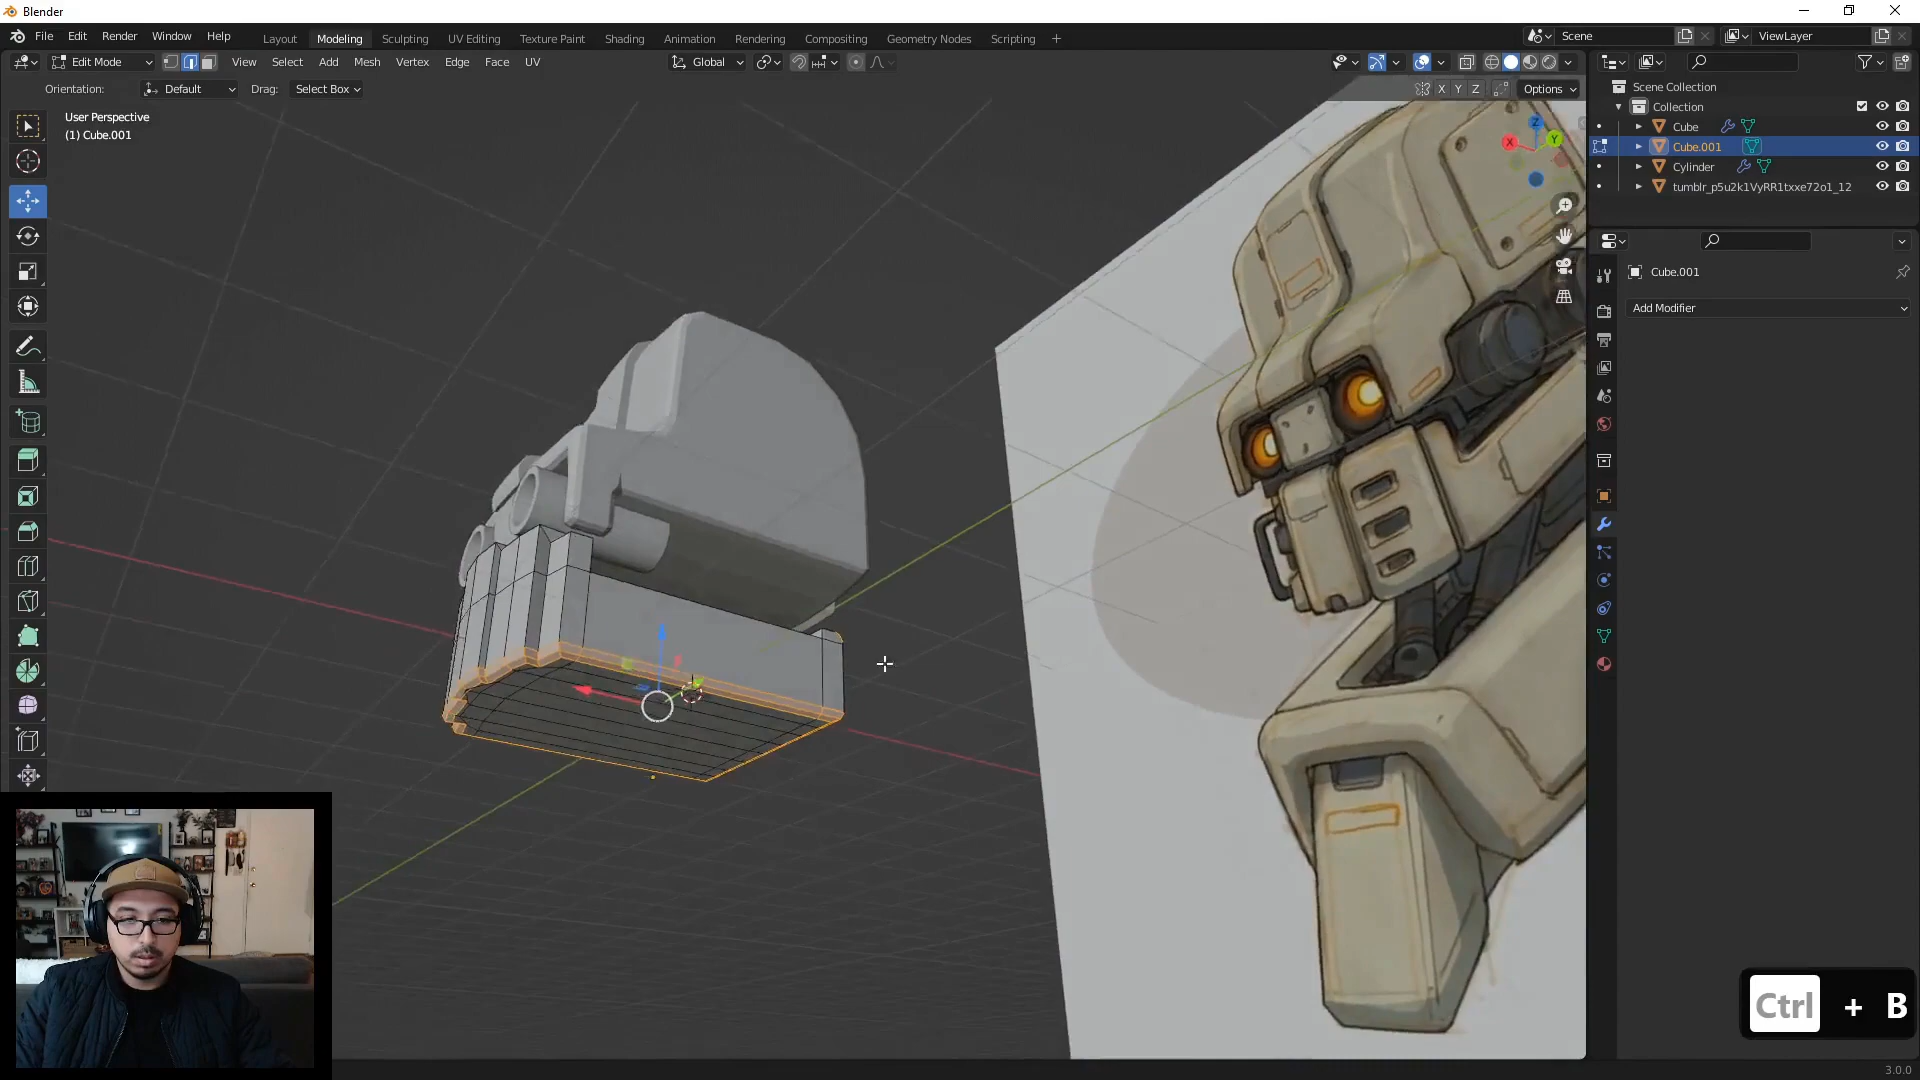 Blender
File Edit Render Window Help
Layout Modeling Sculpting UV Editing Texture Paint Shading Animation Rendering Compositing Geometry Nodes Scripting +
Scene
ViewLayer
Edit Mode
View Select Add Mesh Vertex Edge Face UV
Global
Orientation: Default Drag: Select Box
X Y Z Options
User Perspective
(1) Cube.001
X Y Z
Scene Collection
Collection
Cube
Cube.001
Cylinder
tumblr_p5u2k1VyRR1txxe72o1_12
Cube.001
Add Modifier
Ctrl + B
3.0.0